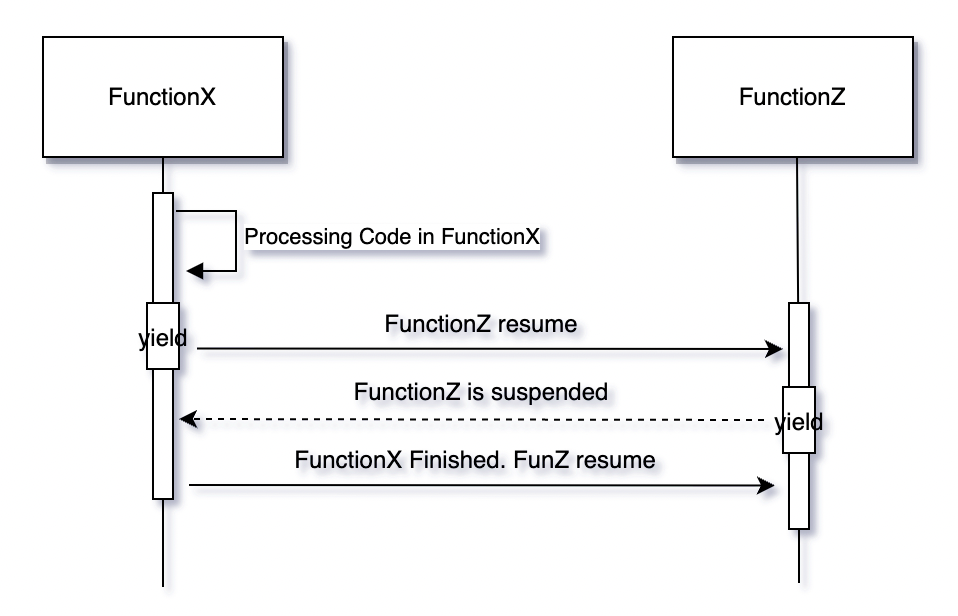 FunctionX
FunctionZ
Processing Code in FunctionX
yield
FunctionZ resume
FunctionZ is suspended
yield
FunctionX Finished. FunZ resume